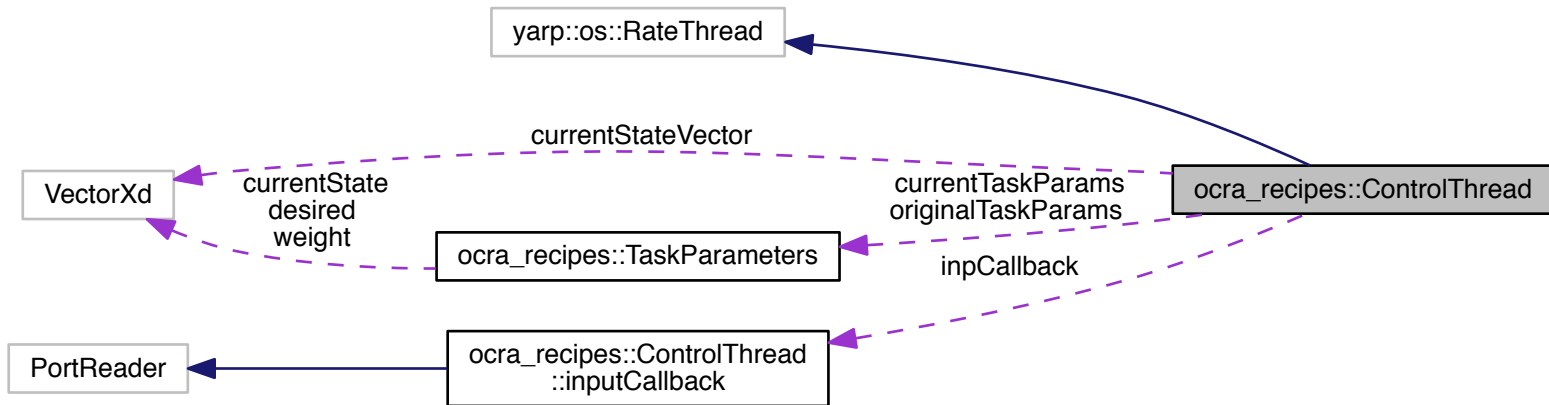 yarp::os::RateThread
currentStateVector
VectorXd
currentState
desired
weight
currentTaskParams
originalTaskParams
ocra_recipes::ControlThread
ocra_recipes::TaskParameters
inpCallback
PortReader
ocra_recipes::ControlThread
::inputCallback